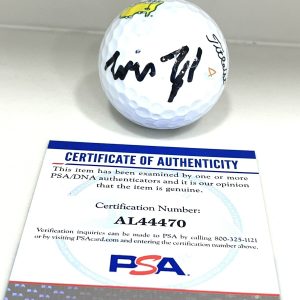 Titleist
4
CERTIFICATE OF AUTHENTICITY
This item has been examined by one or more
PSA/DNA authenticators and it is our opinion
that the item is genuine.
Certification Number:
AL44470
Verification inquiries can be made to PSA by calling 800-325-1121
or by visiting PSAcard.com and entering the certification number above.
PSA